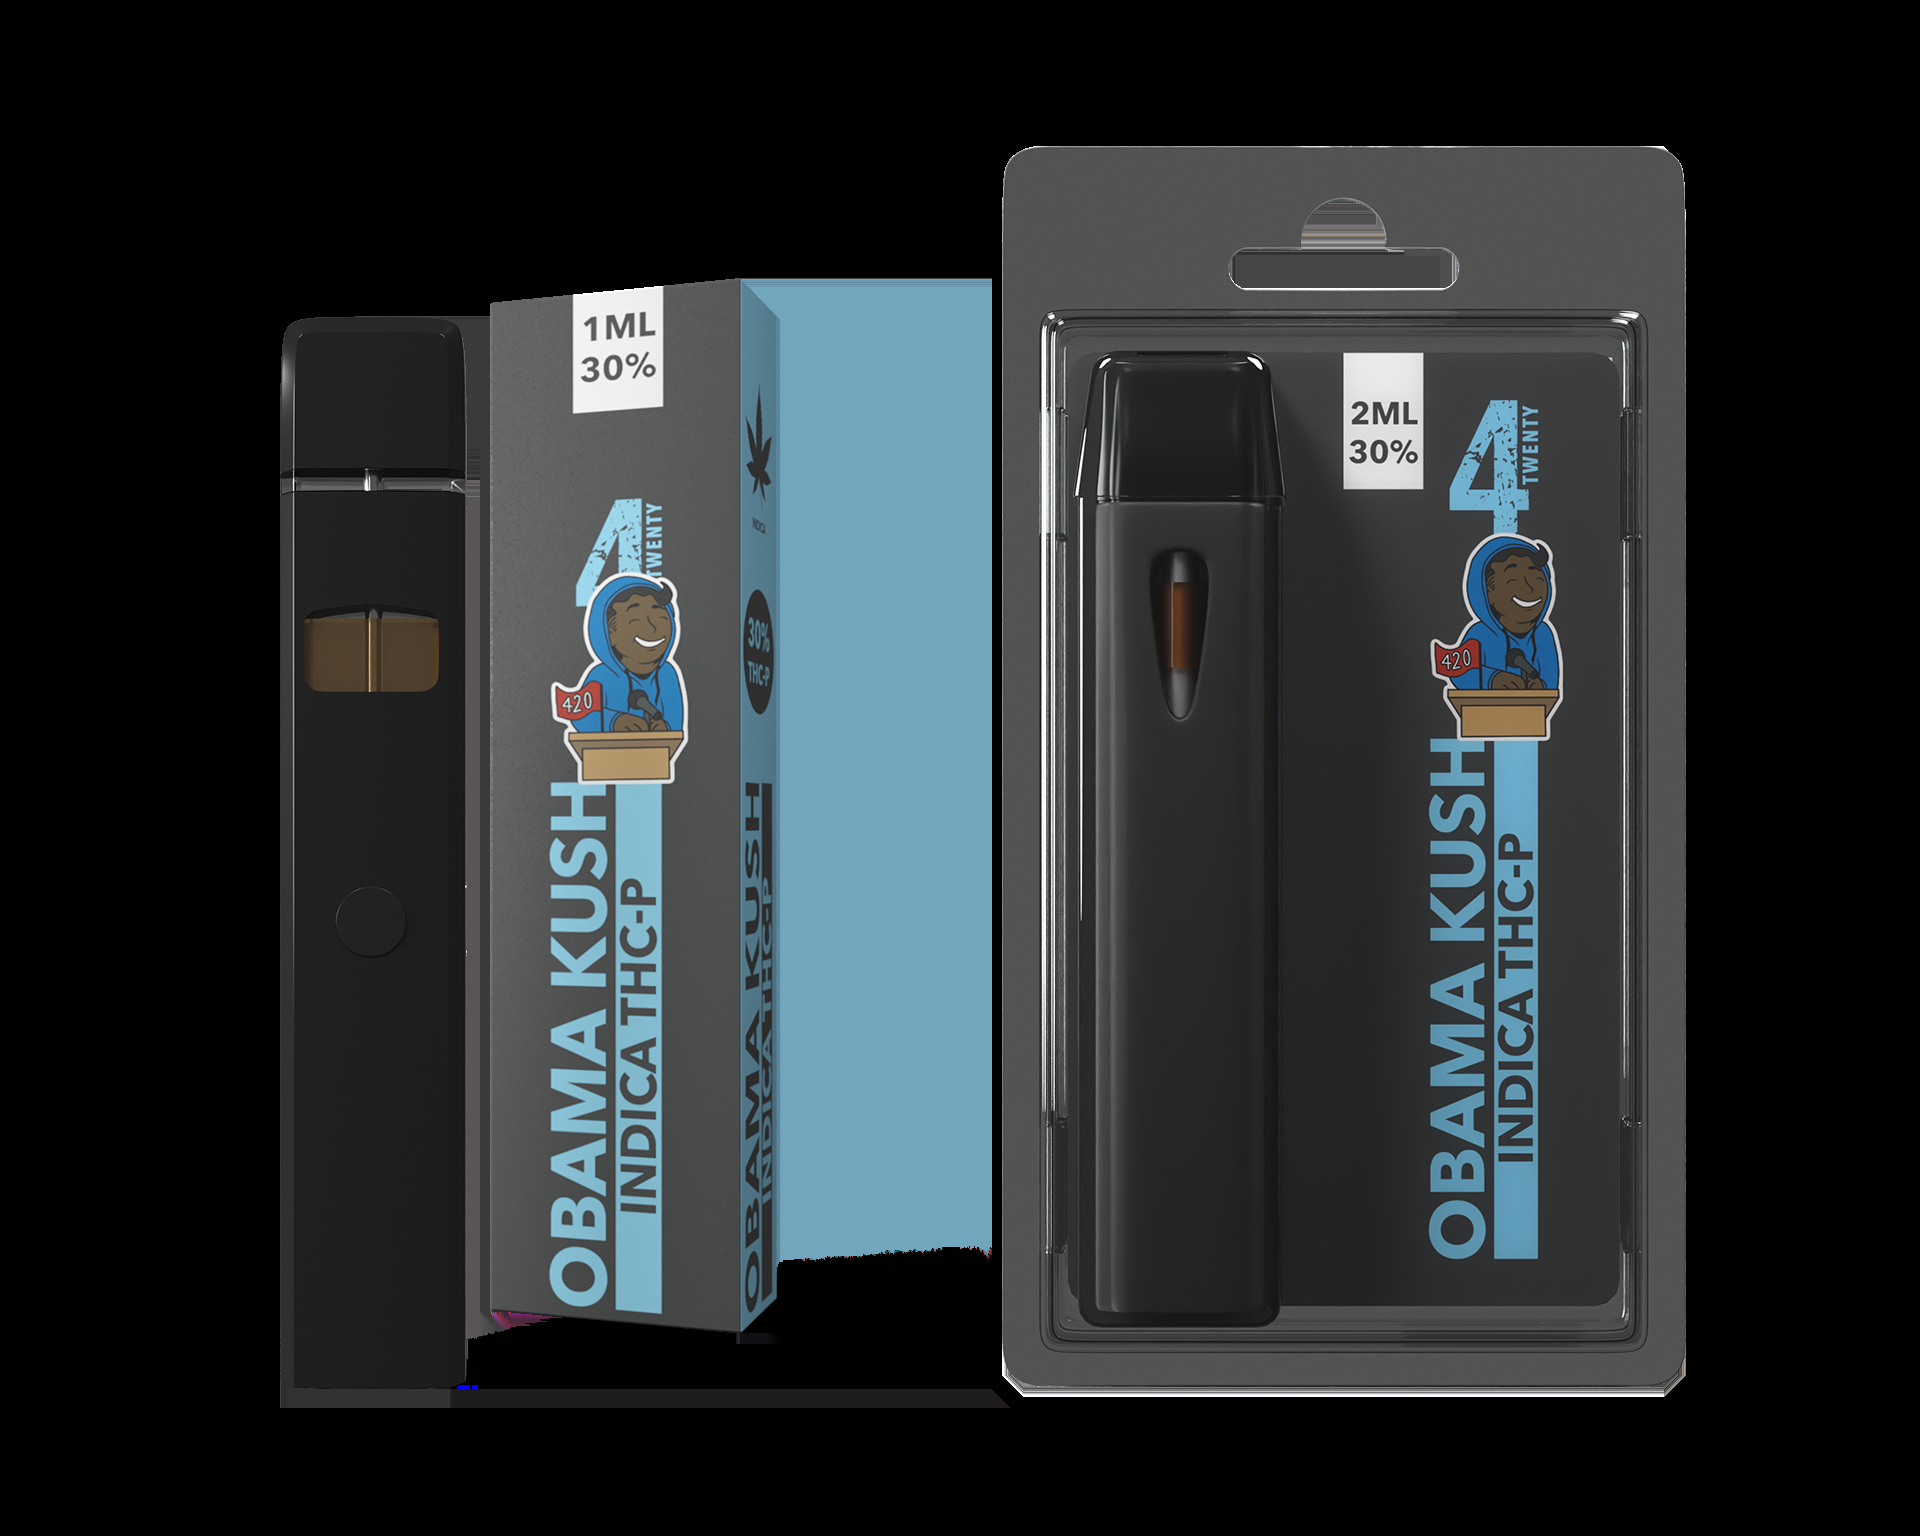 1ML
30%
4
TWENTY
420
OBAMA KUSH
INDICA THC-P
INDICA
30%
THC-P
OBAMA KUSH
INDICA THC-P
2ML
30%
4
TWENTY
420
OBAMA KUSH
INDICA THC-P